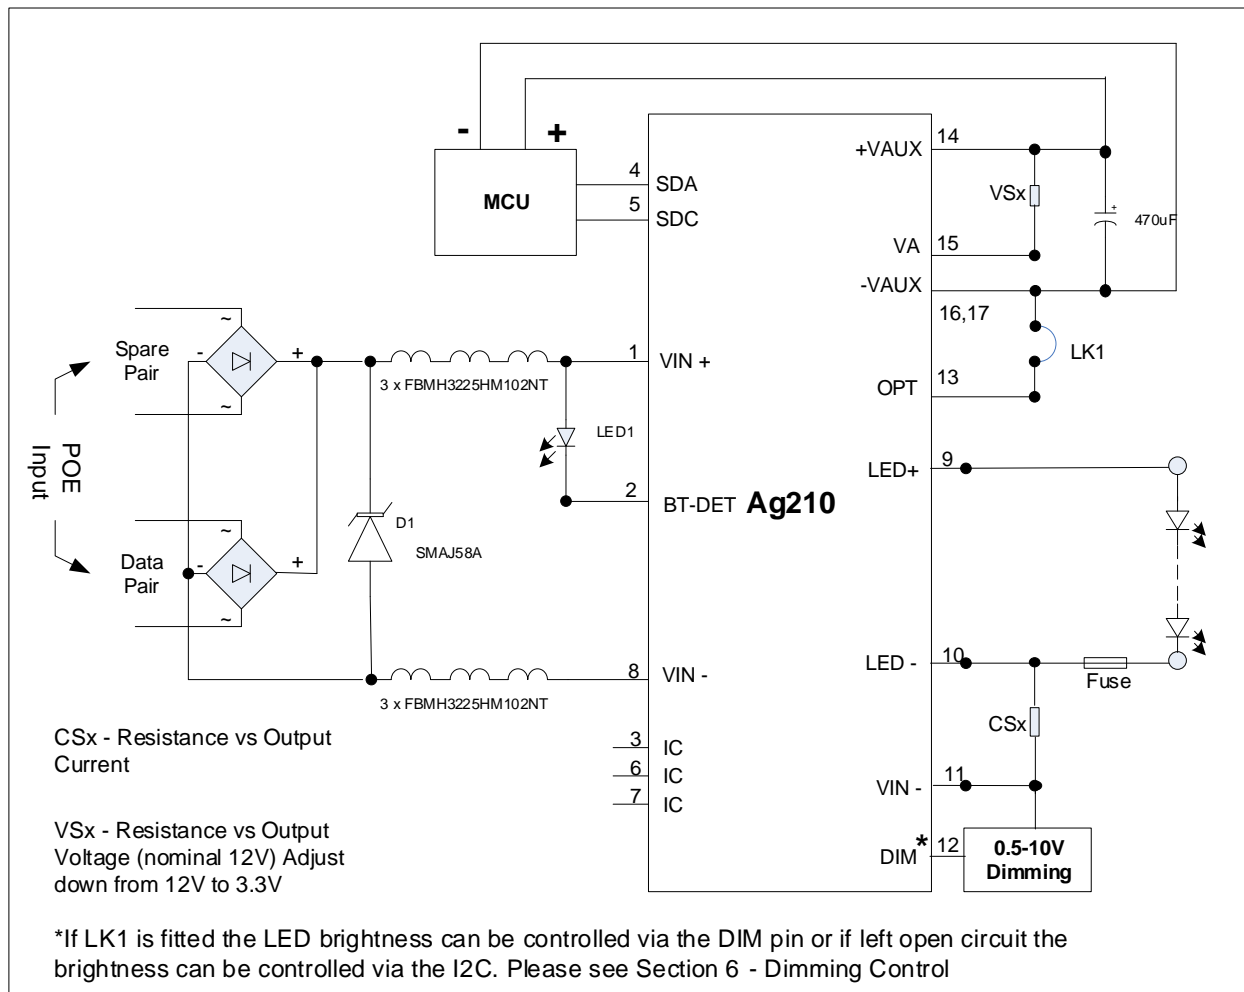 -
+
MCU
4
SDA
5
SDC
+VAUX
14
VSx
+
470uF
VA
15
-VAUX
16,17
LK1
OPT
13
~
Spare
Pair
-
+
~
3 x FBMH3225HM102NT
1
VIN +
LED1
2
BT-DET
Ag210
LED+
9
POE
Input
~
Data
Pair
-
+
~
D1
SMAJ58A
3 x FBMH3225HM102NT
8
VIN -
LED -
10
Fuse
CSx
3
IC
6
IC
7
IC
VIN -
11
DIM*
12
0.5-10V
Dimming
CSx - Resistance vs Output
Current
VSx - Resistance vs Output
Voltage (nominal 12V) Adjust
down from 12V to 3.3V
*If LK1 is fitted the LED brightness can be controlled via the DIM pin or if left open circuit the
brightness can be controlled via the I2C. Please see Section 6 - Dimming Control